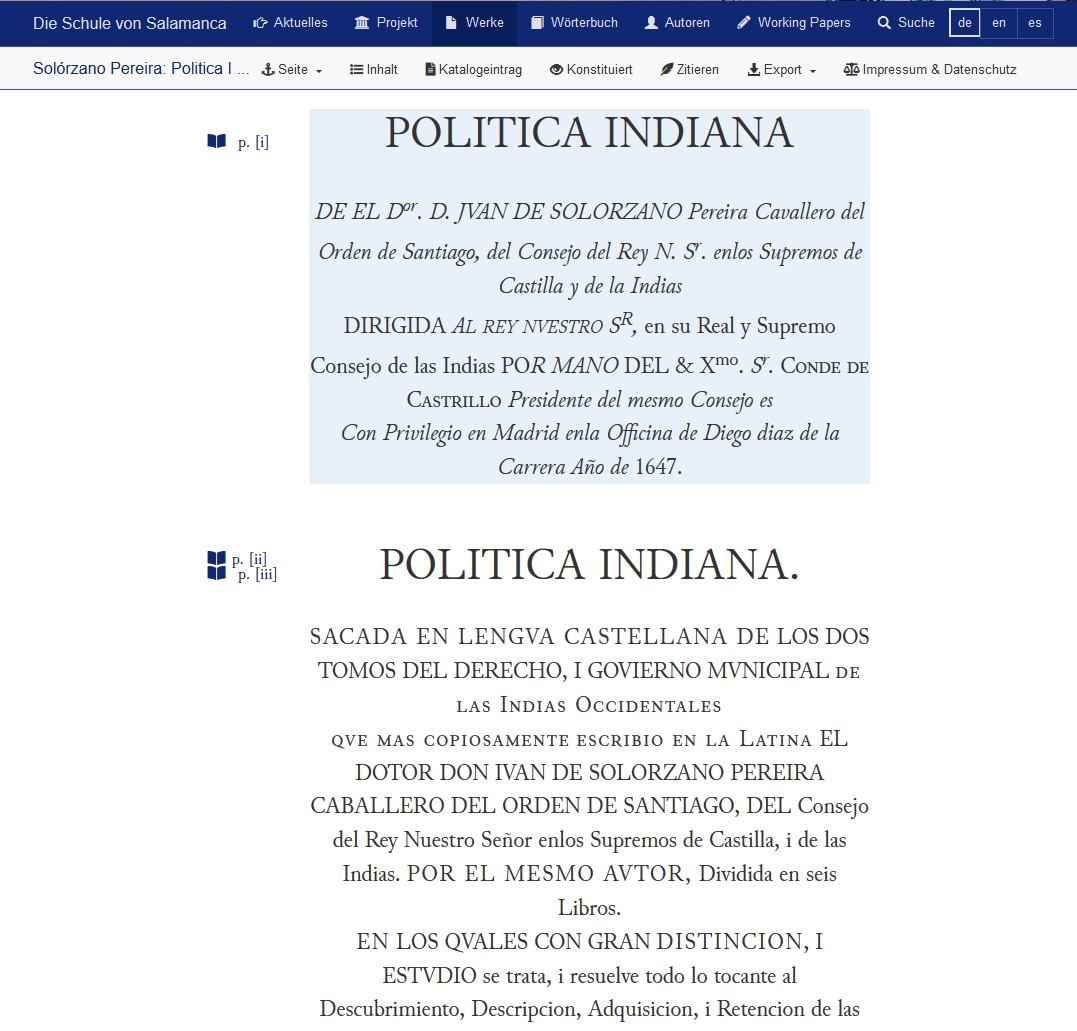 Die Schule von Salamanca Aktuelles Projekt Werke Wörterbuch Autoren Working Papers Suche de en es
Solórzano Pereira: Politica I ... Seite Inhalt Katalogeintrag Konstituiert Zitieren Export Impressum & Datenschutz
p. [i]
POLITICA INDIANA
DE EL Dor. D. JVAN DE SOLORZANO Pereira Cavallero del
Orden de Santiago, del Consejo del Rey N. Sr. enlos Supremos de
Castilla y de la Indias
DIRIGIDA AL REY NVESTRO SR, en su Real y Supremo
Consejo de las Indias POR MANO DEL & Xmo. Sr. CONDE DE
CASTRILLO Presidente del mesmo Consejo es
Con Privilegio en Madrid enla Officina de Diego diaz de la
Carrera Año de 1647.
p. [ii]
p. [iii]
POLITICA INDIANA.
SACADA EN LENGVA CASTELLANA DE LOS DOS
TOMOS DEL DERECHO, I GOVIERNO MVNICIPAL DE
LAS INDIAS OCCIDENTALES
QVE MAS COPIOSAMENTE ESCRIBIO EN LA LATINA EL
DOTOR DON IVAN DE SOLORZANO PEREIRA
CABALLERO DEL ORDEN DE SANTIAGO, DEL Consejo
del Rey Nuestro Señor enlos Supremos de Castilla, i de las
Indias. POR EL MESMO AVTOR, Dividida en seis
Libros.
EN LOS QVALES CON GRAN DISTINCION, I
ESTVDIO se trata, i resuelve todo lo tocante al
Descubrimiento, Descripcion, Adquisicion, i Retencion de las